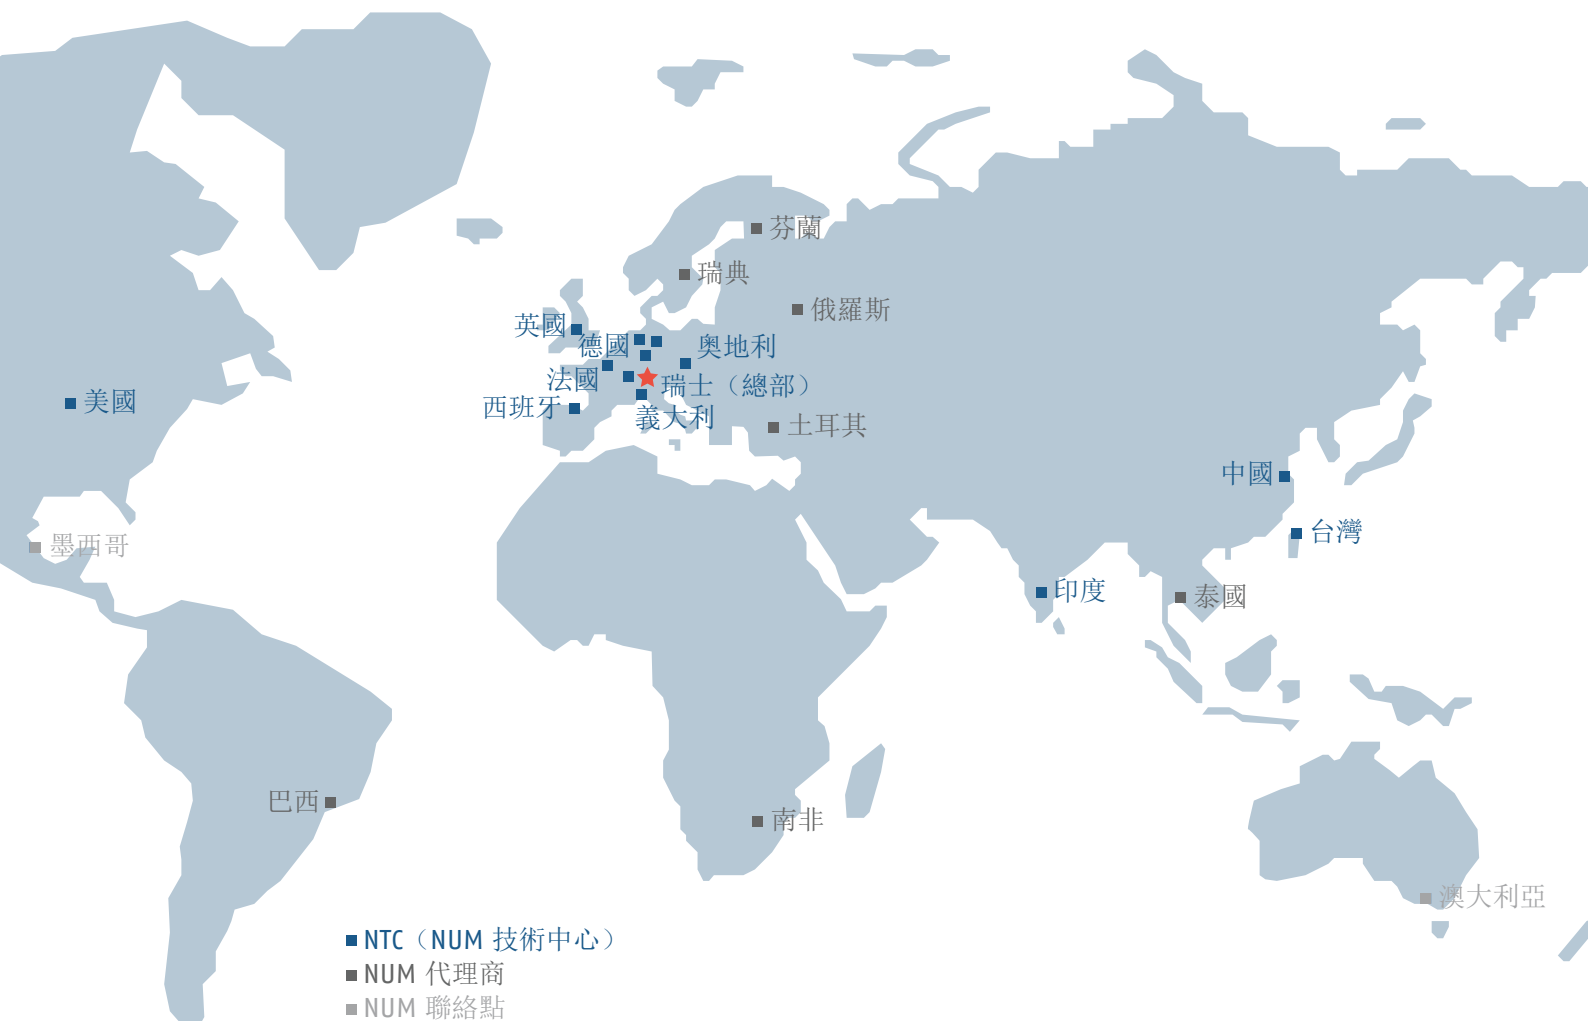 芬蘭
瑞典
俄羅斯
英國
德國
奧地利
法國
瑞士（總部）
美國
西班牙
義大利
土耳其
中國
台灣
墨西哥
印度
泰國
巴西
南非
澳大利亞
NTC（NUM 技術中心）
NUM 代理商
NUM 聯絡點